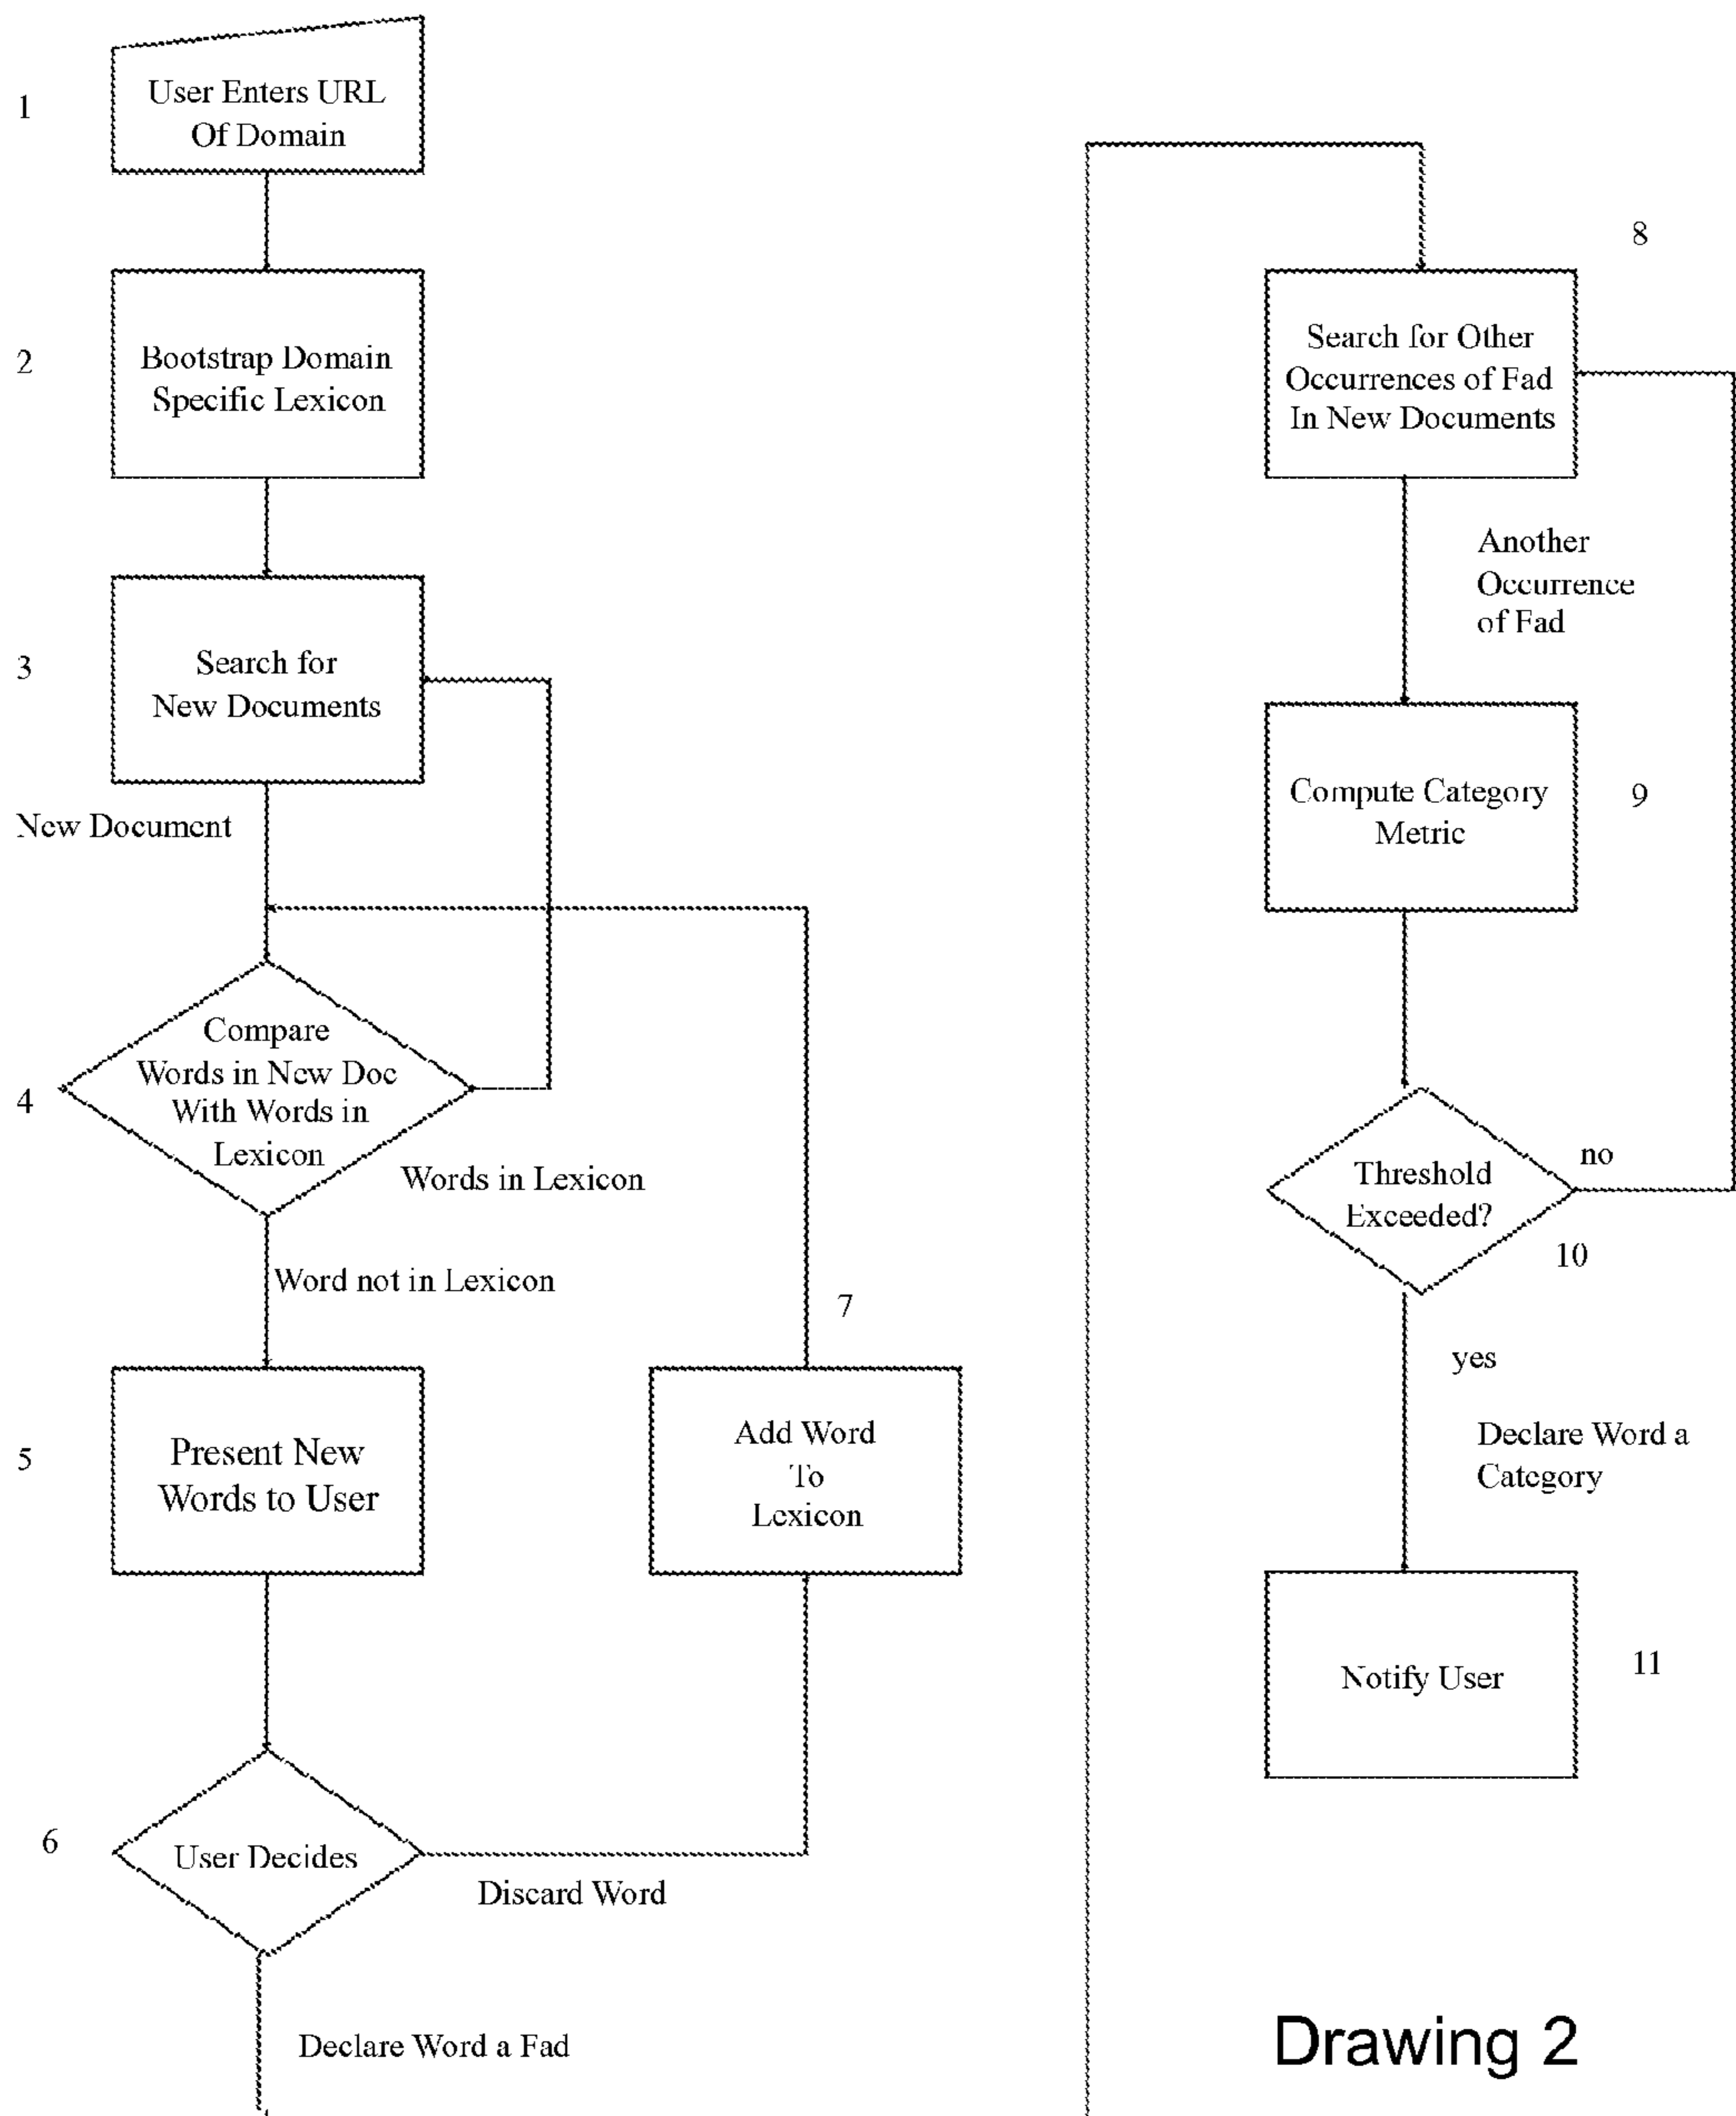 1
User Enters URL
Of Domain
2
Bootstrap Domain
Specific Lexicon
3
Search for
New Documents
New Document
4
Compare
Words in New Doc
With Words in
Lexicon
Words in Lexicon
Word not in Lexicon
5
Present New
Words to User
7
Add Word
To
Lexicon
6
User Decides
Discard Word
Declare Word a Fad
8
Search for Other
Occurrences of Fad
In New Documents
Another
Occurrence
of Fad
9
Compute Category
Metric
Threshold
Exceeded?
no
10
yes
Declare Word a
Category
Notify User
11
Drawing 2